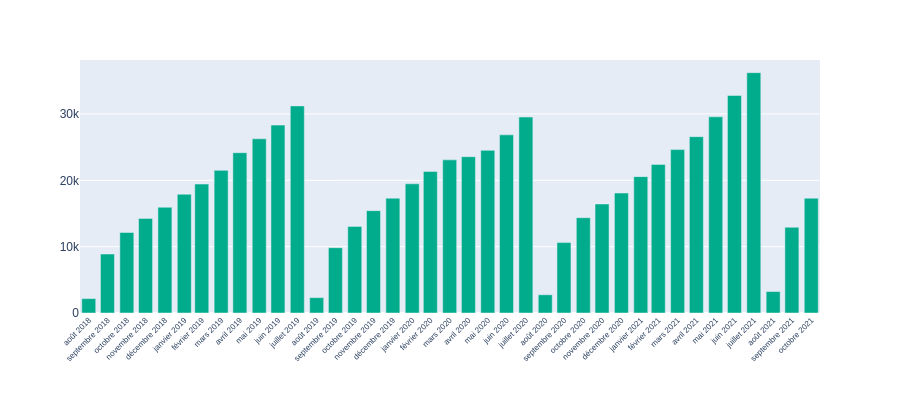 30k
20k
10k
0
août 2018
septembre 2018
octobre 2018
novembre 2018
décembre 2018
janvier 2019
février 2019
mars 2019
avril 2019
mai 2019
juin 2019
juillet 2019
août 2019
septembre 2019
octobre 2019
novembre 2019
décembre 2019
janvier 2020
février 2020
mars 2020
avril 2020
mai 2020
juin 2020
juillet 2020
août 2020
septembre 2020
octobre 2020
novembre 2020
décembre 2020
janvier 2021
février 2021
mars 2021
avril 2021
mai 2021
juin 2021
juillet 2021
août 2021
septembre 2021
octobre 2021